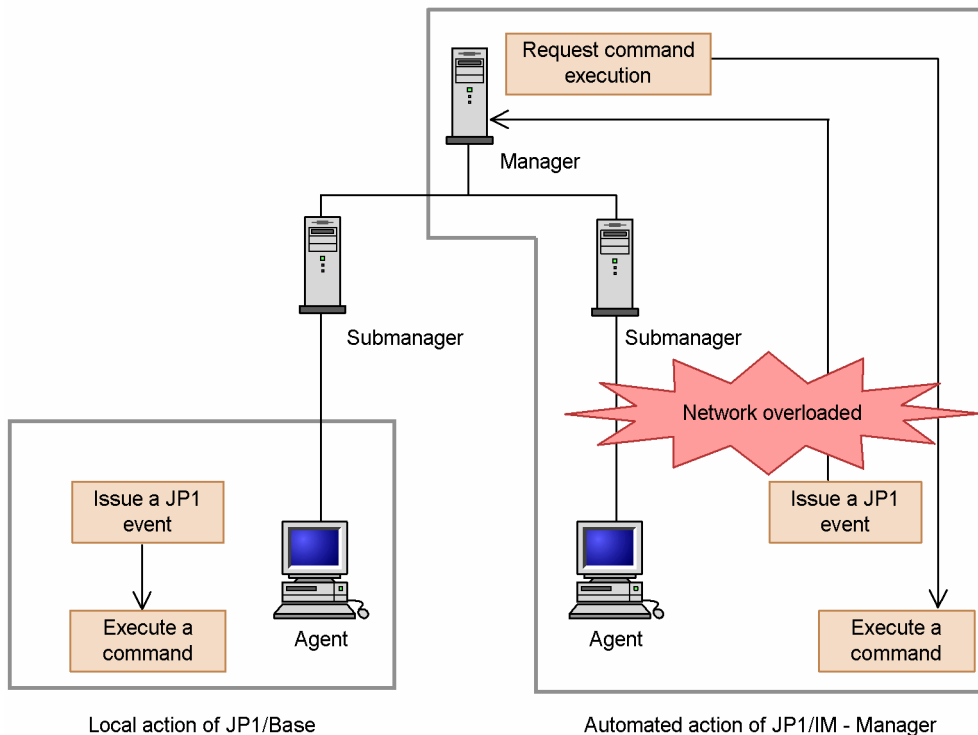 Request command
execution
Manager
Submanager
Submanager
Network overloaded
Issue a JP1
event
Issue a JP1
event
Execute a
command
Agent
Agent
Execute a
command
Local action of JP1/Base
Automated action of JP1/IM - Manager